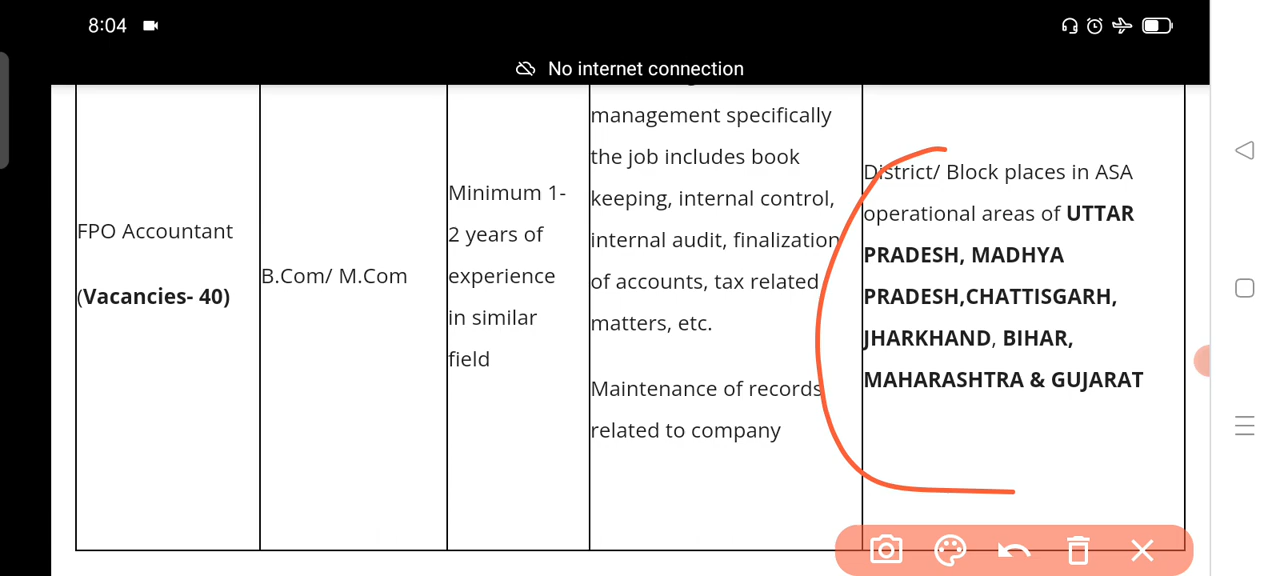 8:04
No internet connection
FPO Accountant
(Vacancies- 40)
B.Com/ M.Com
Minimum 1-
2 years of
experience
in similar
field
management specifically
the job includes book
keeping, internal control,
internal audit, finalization
of accounts, tax related
matters, etc.
Maintenance of records
related to company
District/ Block places in ASA
operational areas of UTTAR
PRADESH, MADHYA
PRADESH,CHATTISGARH,
JHARKHAND, BIHAR,
MAHARASHTRA & GUJARAT